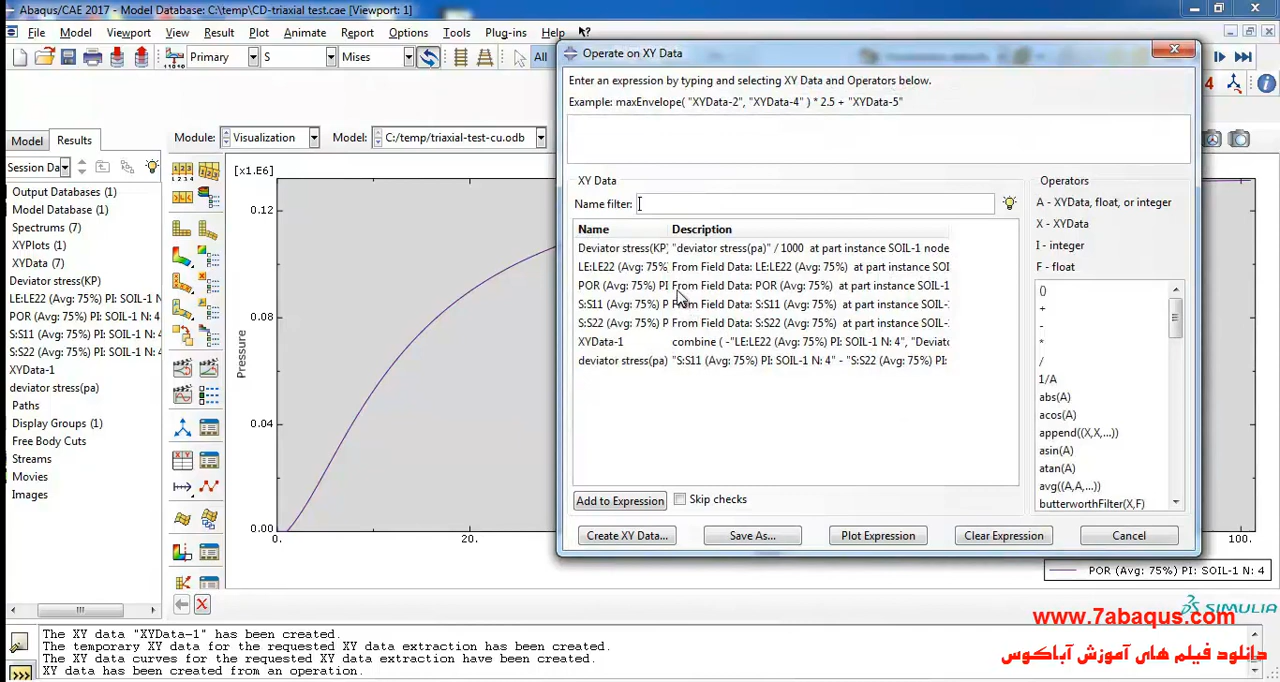 Abaqus/CAE 2017 - Model Database: C:\temp\CD-triaxial test.cae [Viewport: 1]
File Model Viewport View Result Plot Animate Report Options Tools Plug-ins Help
Primary S Mises All
Module: Visualization Model: C:/temp/triaxial-test-cu.odb
Model Results
Session Da
Output Databases (1)
Model Database (1)
Spectrums (7)
XYPlots (1)
XYData (7)
Deviator stress(KP)
LE:LE22 (Avg: 75%) PI: SOIL-1 N
POR (Avg: 75%) PI: SOIL-1 N: 4
S:S11 (Avg: 75%) PI: SOIL-1 N: 4
S:S22 (Avg: 75%) PI: SOIL-1 N: 4
XYData-1
deviator stress(pa)
Paths
Display Groups (1)
Free Body Cuts
Streams
Movies
Images
[x1.E6]
0.12
0.08
0.04
0.00
Pressure
0. 20. 100.
POR (Avg: 75%) PI: SOIL-1 N: 4
Operate on XY Data
Enter an expression by typing and selecting XY Data and Operators below.
Example: maxEnvelope( "XYData-2", "XYData-4" ) * 2.5 + "XYData-5"
XY Data
Name filter:
Name Description
Deviator stress(KP) "deviator stress(pa)" / 1000 at part instance SOIL-1 node
LE:LE22 (Avg: 75% From Field Data: LE:LE22 (Avg: 75%) at part instance SOI
POR (Avg: 75%) PI From Field Data: POR (Avg: 75%) at part instance SOIL-1
S:S11 (Avg: 75%) P From Field Data: S:S11 (Avg: 75%) at part instance SOIL-
S:S22 (Avg: 75%) P From Field Data: S:S22 (Avg: 75%) at part instance SOIL-
XYData-1 combine ( -"LE:LE22 (Avg: 75%) PI: SOIL-1 N: 4", "Deviato
deviator stress(pa) "S:S11 (Avg: 75%) PI: SOIL-1 N: 4" - "S:S22 (Avg: 75%) PI:
Add to Expression Skip checks
Operators
A - XYData, float, or integer
X - XYData
I - integer
F - float
()
+
-
*
/
1/A
abs(A)
acos(A)
append((X,X,...))
asin(A)
atan(A)
avg((A,A,...))
butterworthFilter(X,F)
Create XY Data... Save As... Plot Expression Clear Expression Cancel
4
SIMULIA
The XY data "XYData-1" has been created.
The temporary XY data for the requested XY data extraction has been created.
The XY data curves for the requested XY data extraction have been created.
XY data has been created from an operation.
>>>
www.7abaqus.com
دانلود فیلم های آموزش آباکوس